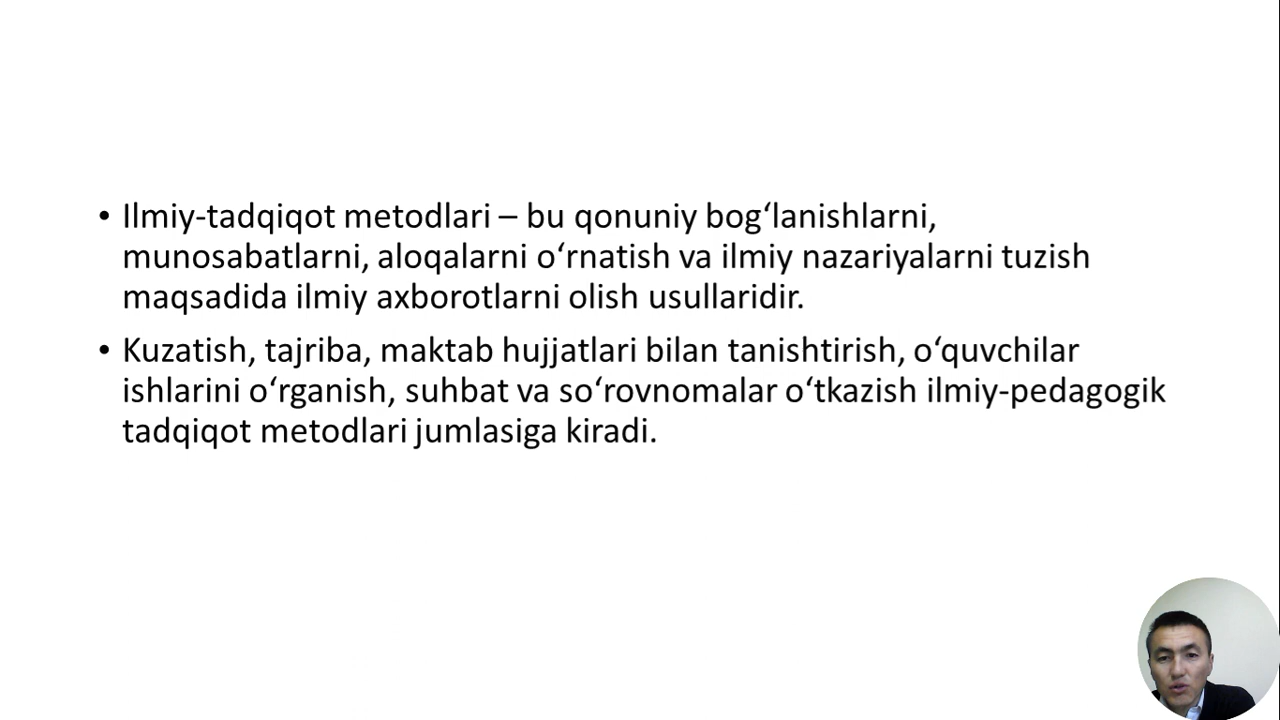 • Ilmiy-tadqiqot metodlari – bu qonuniy bog‘lanishlarni,
munosabatlarni, aloqalarni o‘rnatish va ilmiy nazariyalarni tuzish
maqsadida ilmiy axborotlarni olish usullaridir.
• Kuzatish, tajriba, maktab hujjatlari bilan tanishtirish, o‘quvchilar
ishlarini o‘rganish, suhbat va so‘rovnomalar o‘tkazish ilmiy-pedagogik
tadqiqot metodlari jumlasiga kiradi.